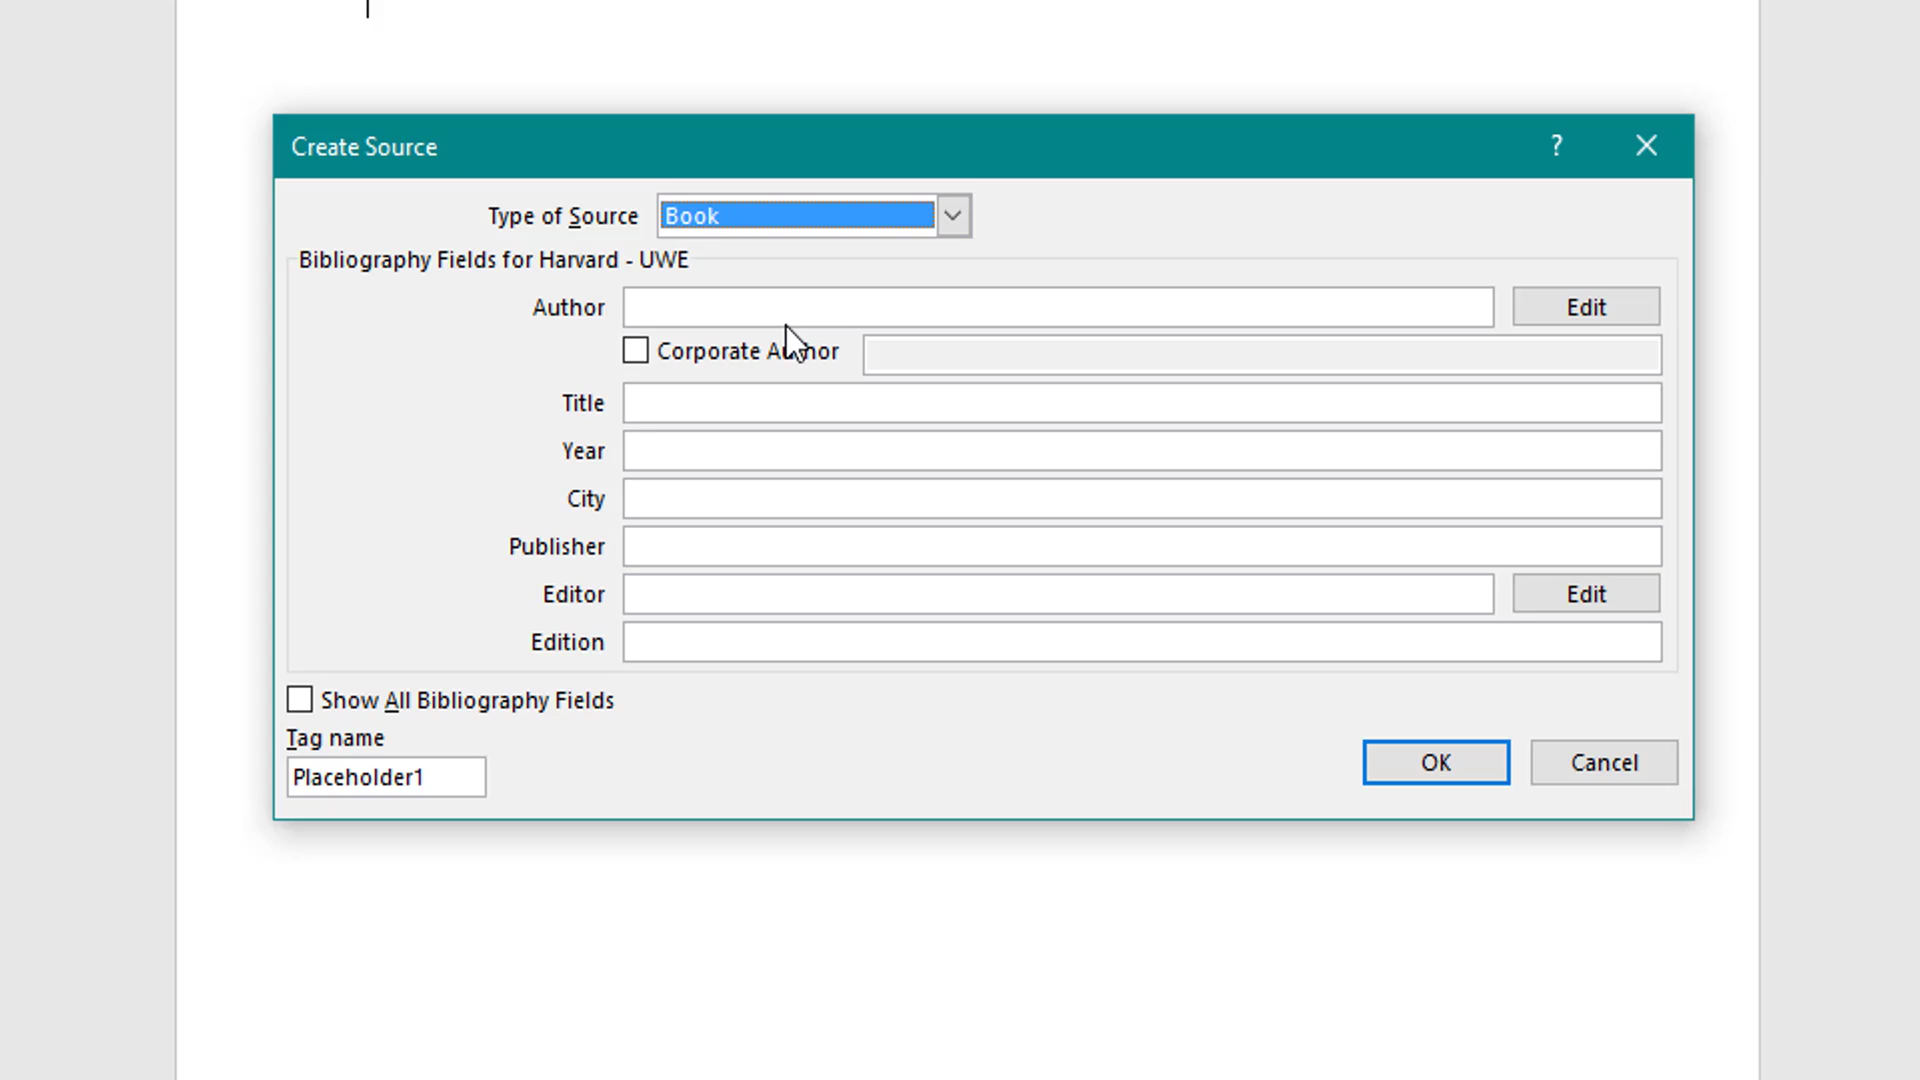 Create Source
?
Type of Source Book
Bibliography Fields for Harvard - UWE
Author Edit
Corporate Author
Title
Year
City
Publisher
Editor Edit
Edition
Show All Bibliography Fields
Tag name
Placeholder1
OK Cancel